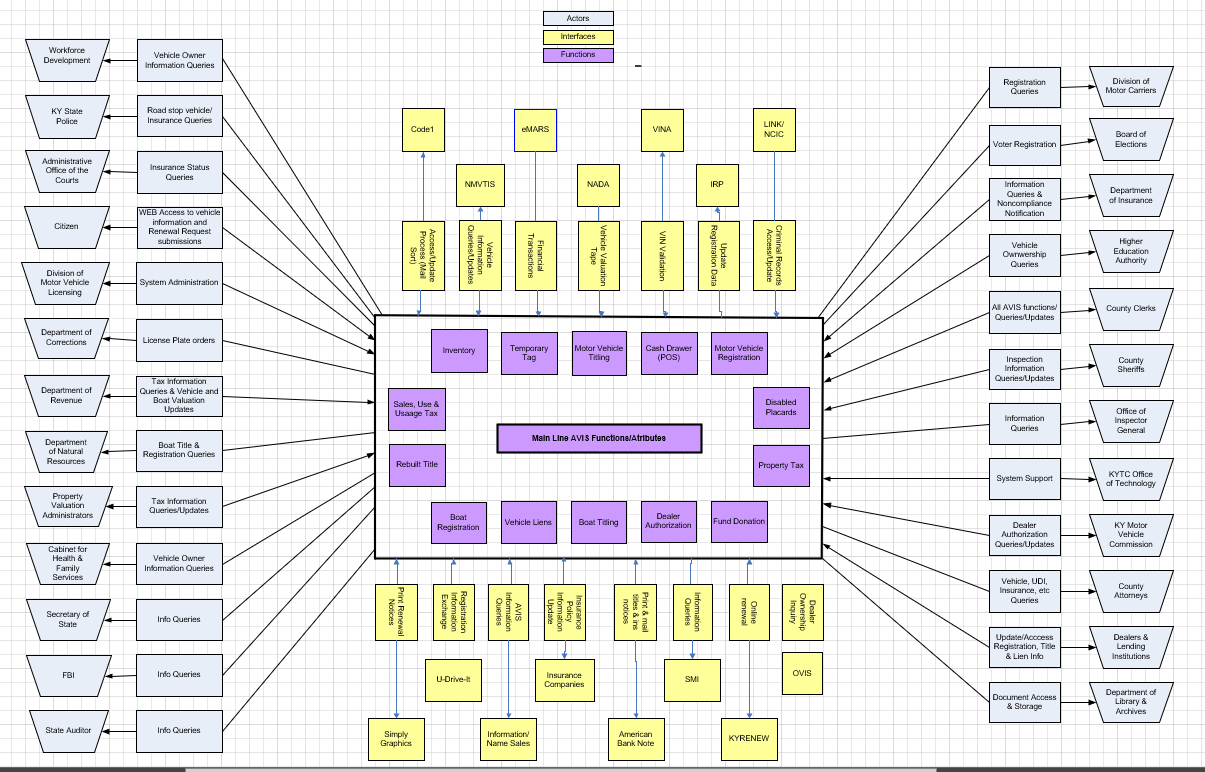 Actors
Interfaces
Functions
Workforce
Development
Vehicle Owner
Information Queries
KY State
Police
Road stop vehicle/
Insurance Queries
Administrative
Office of the
Courts
Insurance Status
Queries
Citizen
WEB Access to vehicle
information and
Renewal Request
submissions
Division of
Motor Vehicle
Licensing
System Administration
Department of
Corrections
License Plate orders
Department of
Revenue
Tax Information
Queries & Vehicle and
Boat Valuation
Updates
Department
of Natural
Resources
Boat Title &
Registration Queries
Property
Valuation
Administrators
Tax Information
Queries/Updates
Cabinet for
Health &
Family
Services
Vehicle Owner
Information Queries
Secretary of
State
Info Queries
FBI
Info Queries
State Auditor
Info Queries
Code1
eMARS
VINA
LINK/
NCIC
NMVTIS
NADA
IRP
Access/Update
Process (Mail
Sort)
Vehicle
Information
Queries/Updates
Financial
Transactions
Vehicle Valuation
Tape
VIN Validation
Update
Registration Data
Criminal Records
Access/Update
Inventory
Temporary
Tag
Motor Vehicle
Titling
Cash Drawer
(POS)
Motor Vehicle
Registration
Sales, Use &
Usaage Tax
Disabled
Placards
Main Line AVIS Functions/Atributes
Rebuilt Title
Property Tax
Boat
Registration
Vehicle Liens
Boat Titling
Dealer
Authorization
Fund Donation
Print Renewal
Notices
Registration
Information
Exchange
AVIS
Information
Queries
Insurance
Policy
Information
Update
Print & mail
titles & ins
notices
Information
Queries
Online
renewal
Dealer
Ownership
Inquiry
U-Drive-It
Insurance
Companies
SMI
OVIS
Simply
Graphics
Information/
Name Sales
American
Bank Note
KYRENEW
Registration
Queries
Division of
Motor Carriers
Voter Registration
Board of
Elections
Information
Queries &
Noncompliance
Notification
Department
of Insurance
Vehicle
Ownwership
Queries
Higher
Education
Authority
All AVIS functions/
Queries/Updates
County Clerks
Inspection
Information
Queries/Updates
County
Sheriffs
Information
Queries
Office of
Inspector
General
System Support
KYTC Office
of Technology
Dealer
Authorization
Queries/Updates
KY Motor
Vehicle
Commission
Vehicle, UDI,
Insurance, etc
Queries
County
Attorneys
Update/Acccess
Registration, Title
& Lien Info
Dealers &
Lending
Institutions
Document Access
& Storage
Department of
Library &
Archives